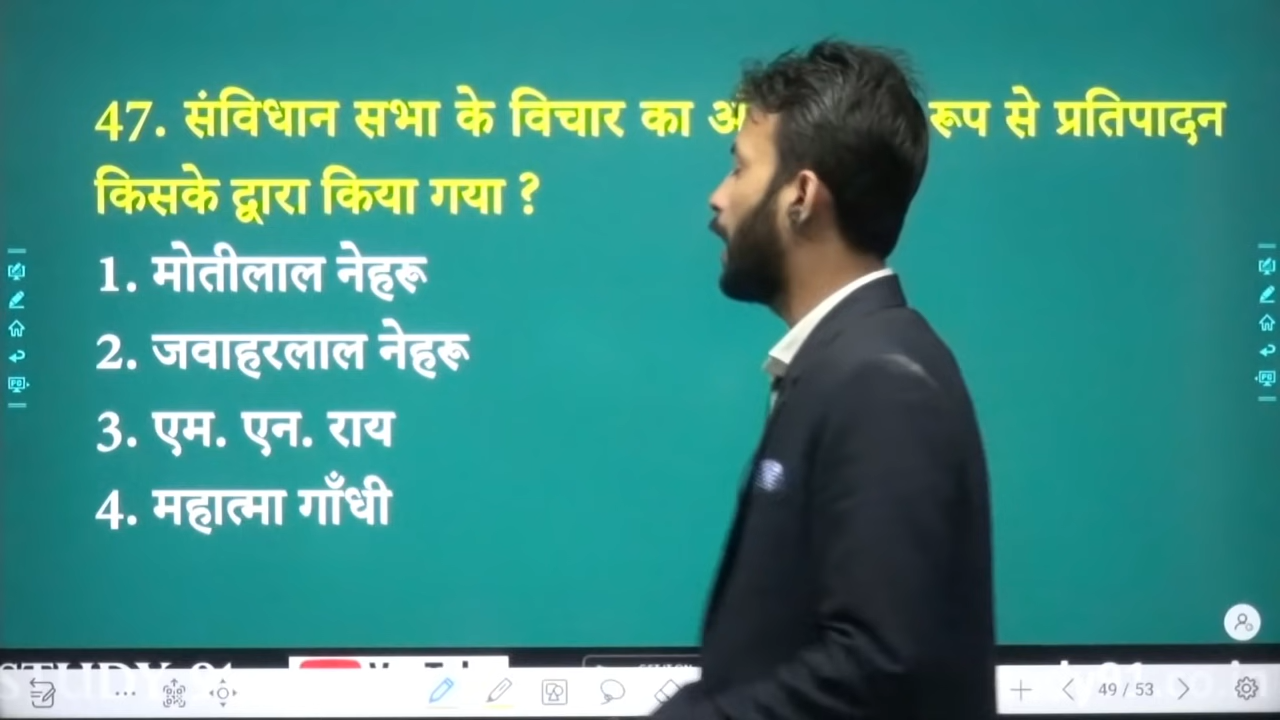 47. संविधान सभा के विचार का रूप से प्रतिपादन
किसके द्वारा किया गया ?
1. मोतीलाल नेहरू
2. जवाहरलाल नेहरू
3. एम. एन. राय
4. महात्मा गाँधी
49 / 53